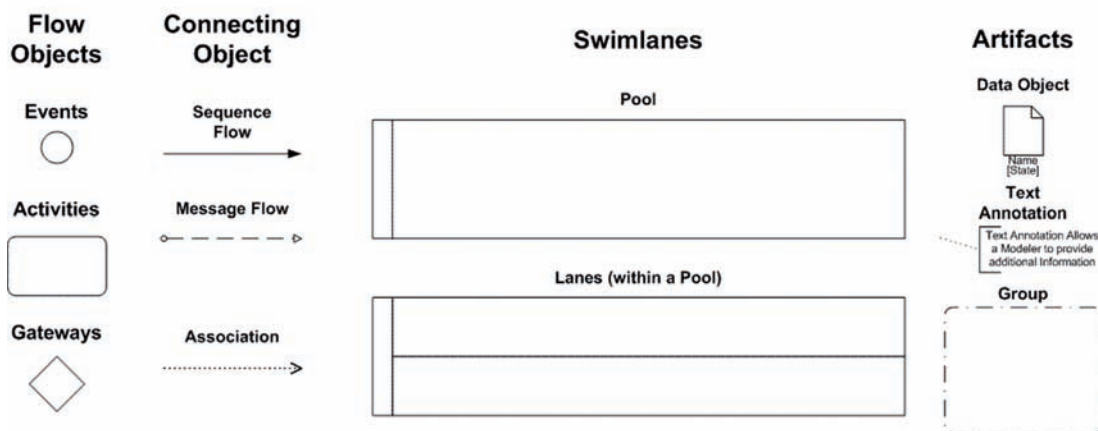 Flow
Objects
Events
Activities
Gateways
Connecting
Object
Sequence
Flow
Message Flow
Association
Swimlanes
Pool
Lanes (within a Pool)
Artifacts
Data Object
Name
[State]
Text
Annotation
Text Annotation Allows
a Modeler to provide
additional Information
Group